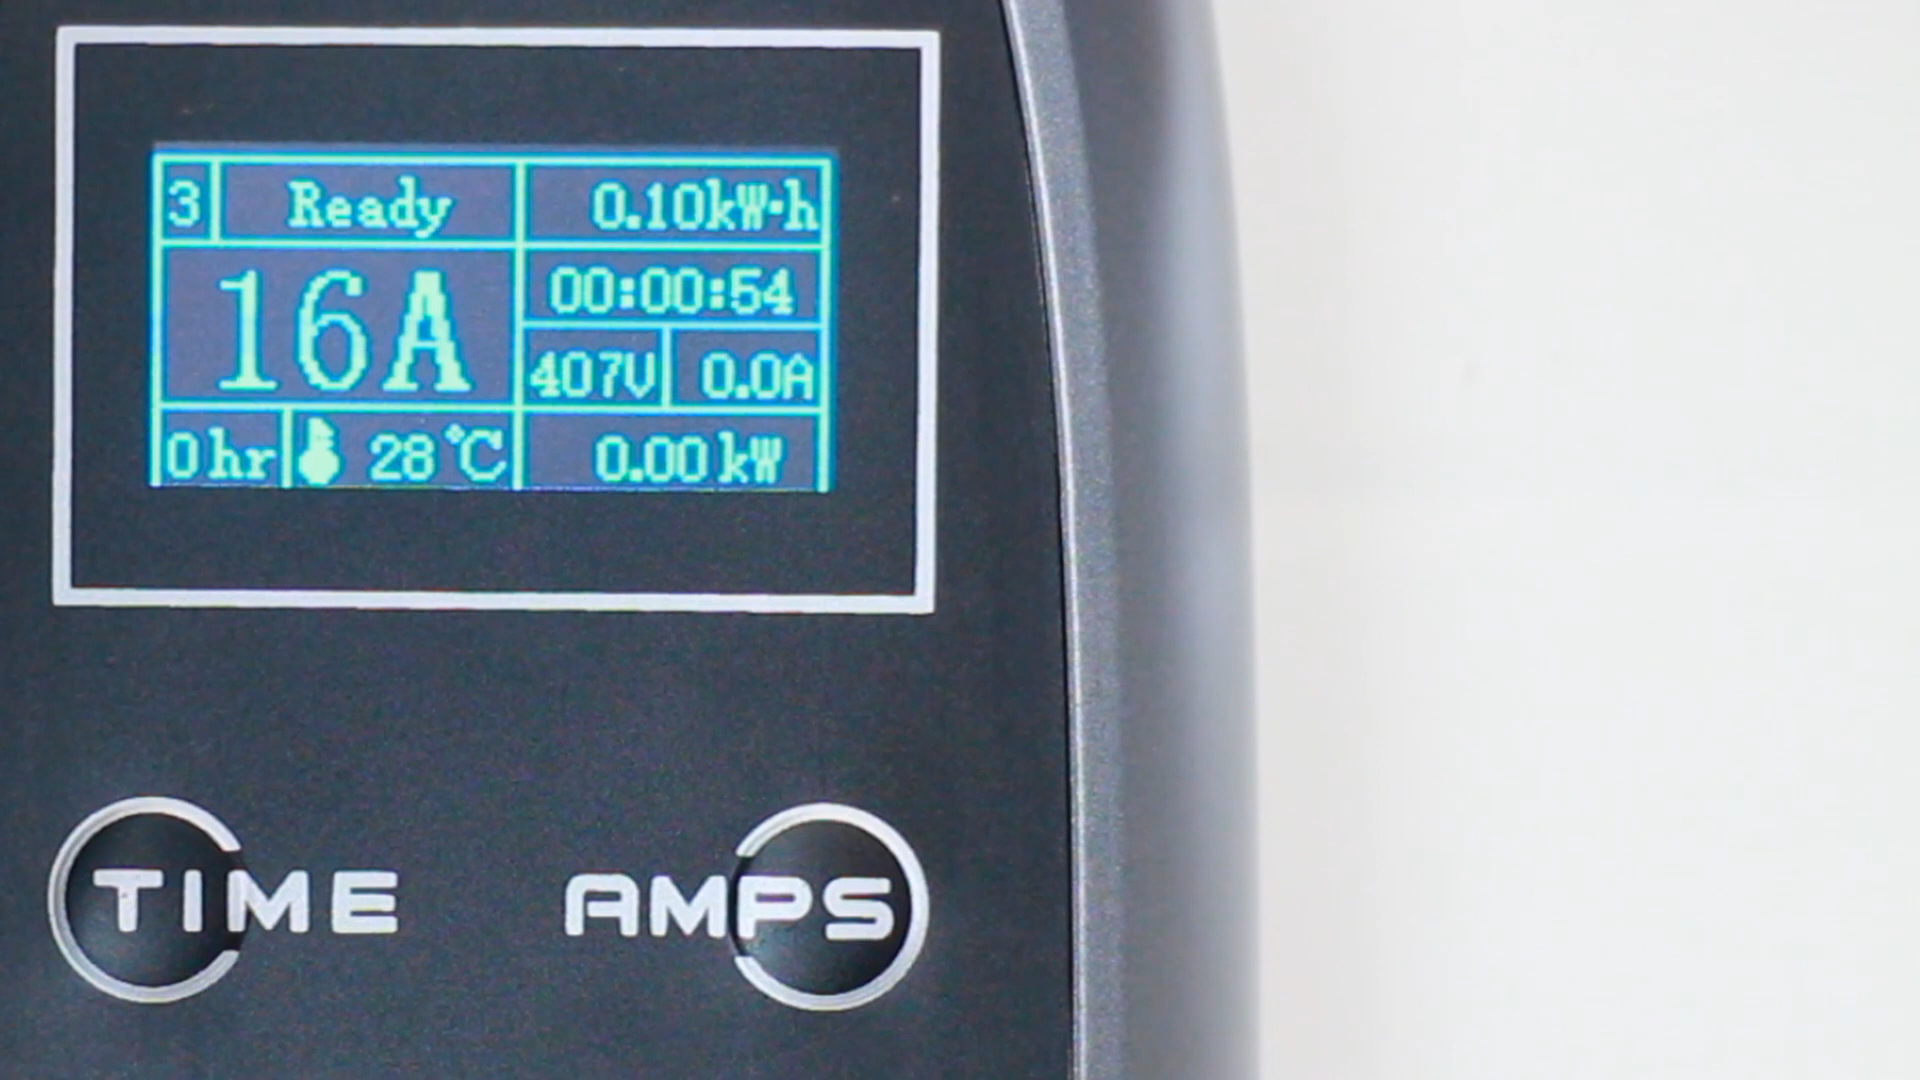 3 Ready 0.10kW·h
16A 00:00:54
407V 0.0A
0hr 28℃ 0.00kW
TIME AMPS